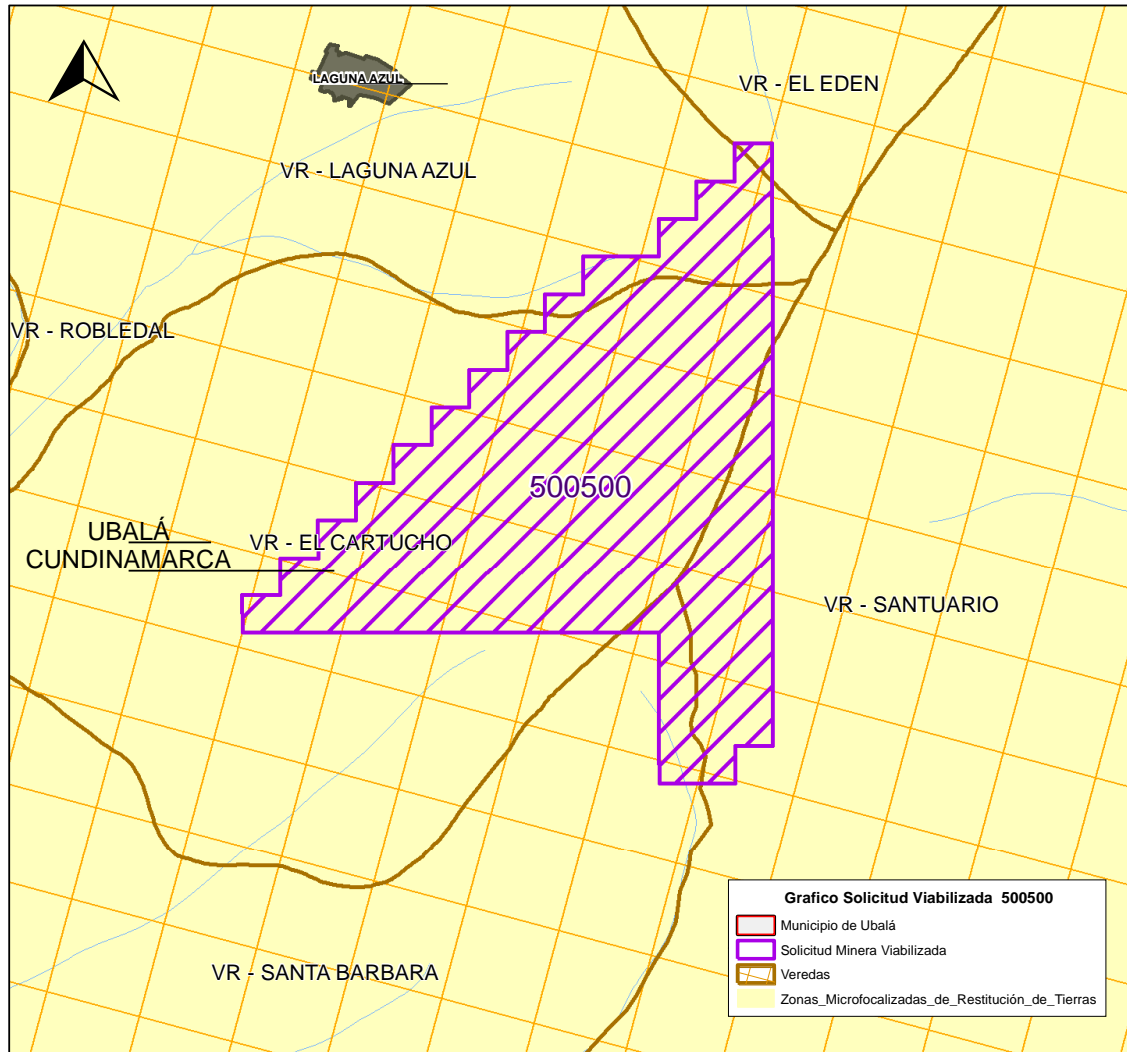 LAGUNA AZUL
VR - EL EDEN
VR - LAGUNA AZUL
VR - ROBLEDAL
500500
UBALÁ
CUNDINAMARCA
VR - EL CARTUCHO
VR - SANTUARIO
VR - SANTA BARBARA
Grafico Solicitud Viabilizada 500500
Municipio de Ubalá
Solicitud Minera Viabilizada
Veredas
Zonas_Microfocalizadas_de_Restitución_de_Tierras